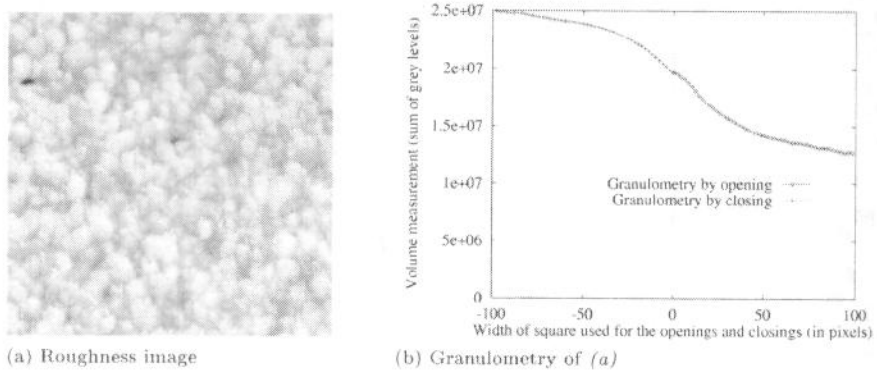 2.5e+07
2e+07
1.5e+07
1e+07
5e+06
0
Volume measurement (sum of grey levels)
Granulometry by opening
Granulometry by closing
-100 -50 0 50 100
Width of square used for the openings and closings (in pixels)
(a) Roughness image
(b) Granulometry of (a)